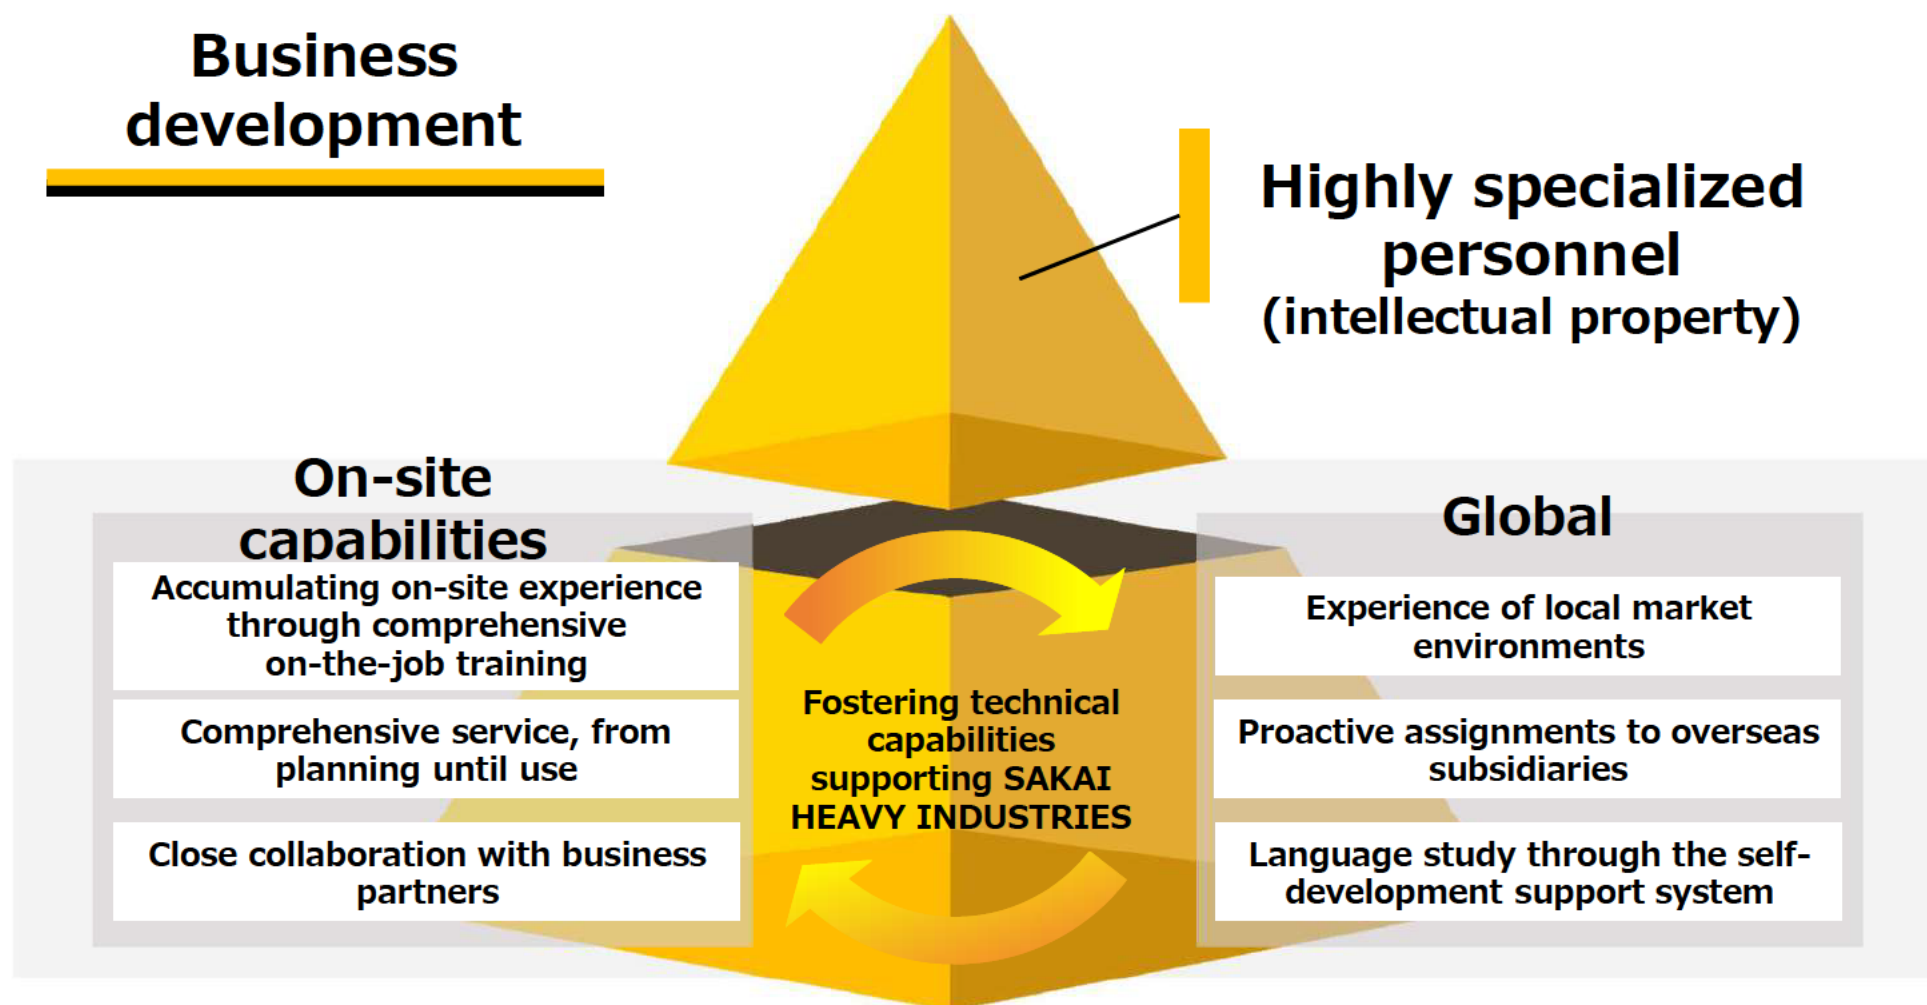 Business
development
Highly specialized
personnel
(intellectual property)
On-site
capabilities
Accumulating on-site experience
through comprehensive
on-the-job training
Comprehensive service, from
planning until use
Close collaboration with business
partners
Fostering technical
capabilities
supporting SAKAI
HEAVY INDUSTRIES
Global
Experience of local market
environments
Proactive assignments to overseas
subsidiaries
Language study through the self-
development support system